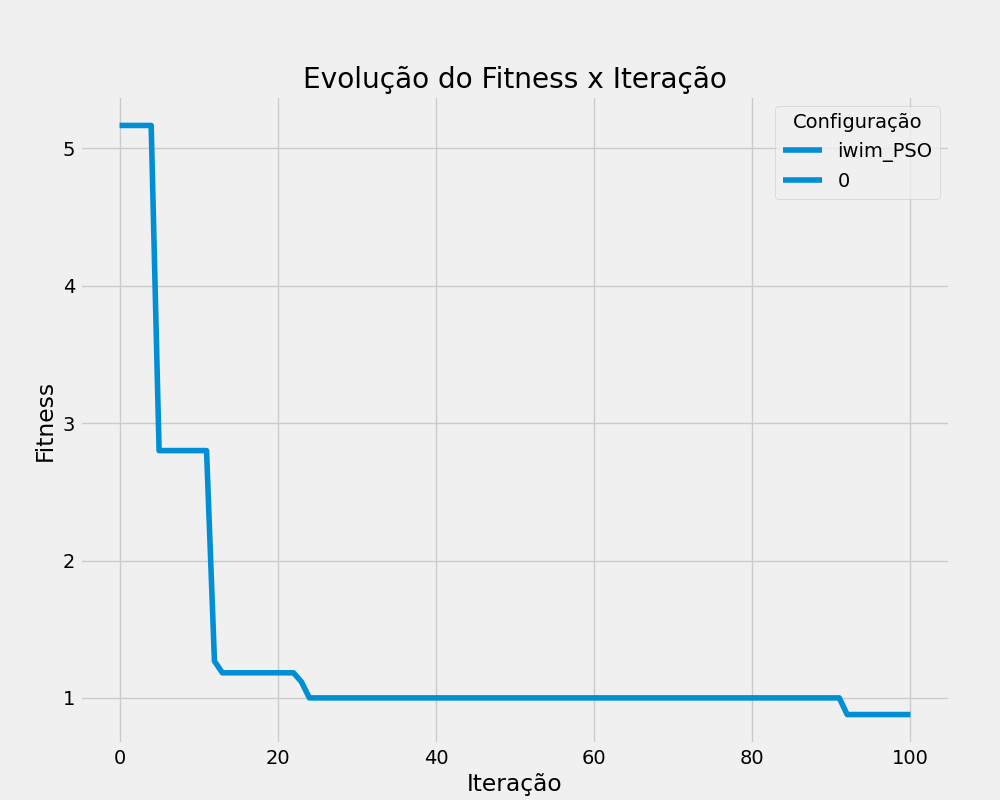 Evolução do Fitness x Iteração
Configuração
iwim_PSO
0
5
4
3
2
1
Fitness
0 20 40 60 80 100
Iteração